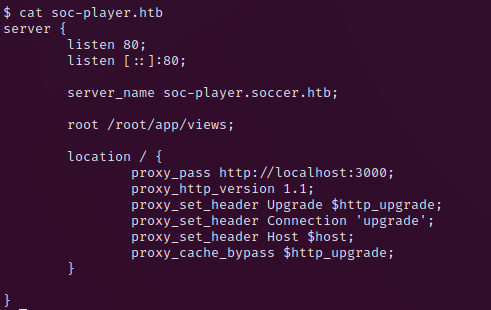 $ cat soc-player.htb
server {
        listen 80;
        listen [::]:80;

        server_name soc-player.soccer.htb;

        root /root/app/views;

        location / {
                proxy_pass http://localhost:3000;
                proxy_http_version 1.1;
                proxy_set_header Upgrade $http_upgrade;
                proxy_set_header Connection 'upgrade';
                proxy_set_header Host $host;
                proxy_cache_bypass $http_upgrade;
        }

}